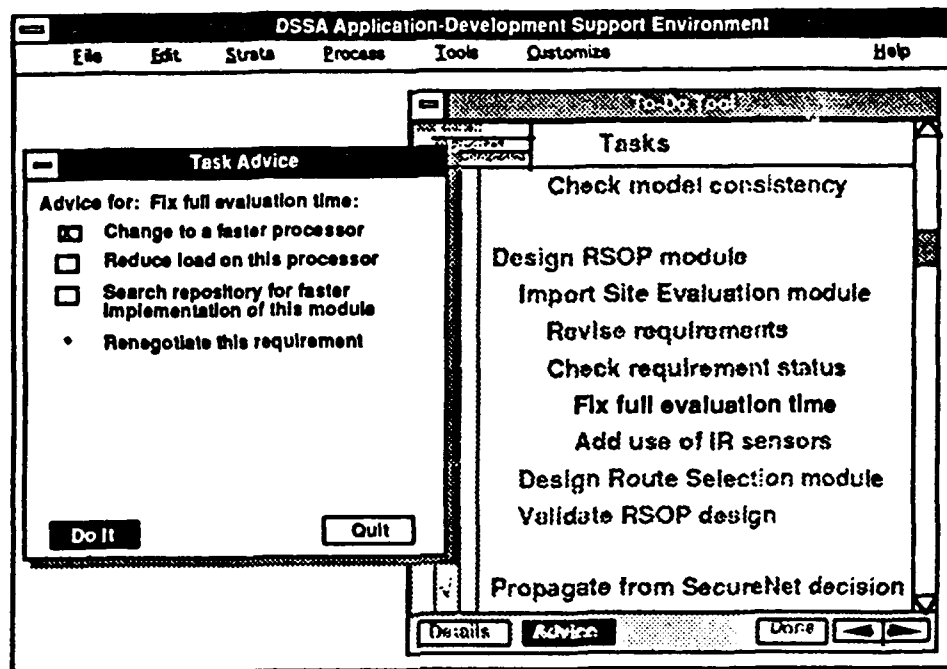 DSSA Application-Development Support Environment
File Edit Strata Process Tools Customize Help
To-Do Tool
Tasks
Check model consistency
Design RSOP module
Import Site Evaluation module
Revise requirements
Check requirement status
Fix full evaluation time
Add use of IR sensors
Design Route Selection module
Validate RSOP design
Propagate from SecureNet decision
Details Advice Done
Task Advice
Advice for: Fix full evaluation time:
Change to a faster processor
Reduce load on this processor
Search repository for faster
implementation of this module
Renegotiate this requirement
Do It Quit